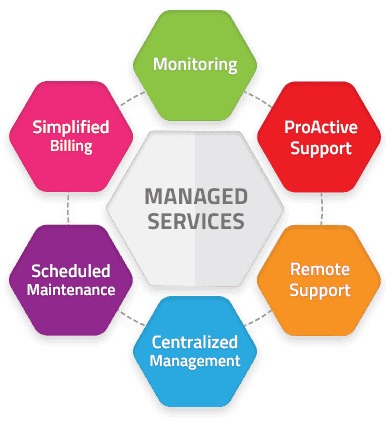 Monitoring
ProActive
Support
Remote
Support
Centralized
Management
Scheduled
Maintenance
Simplified
Billing
MANAGED
SERVICES